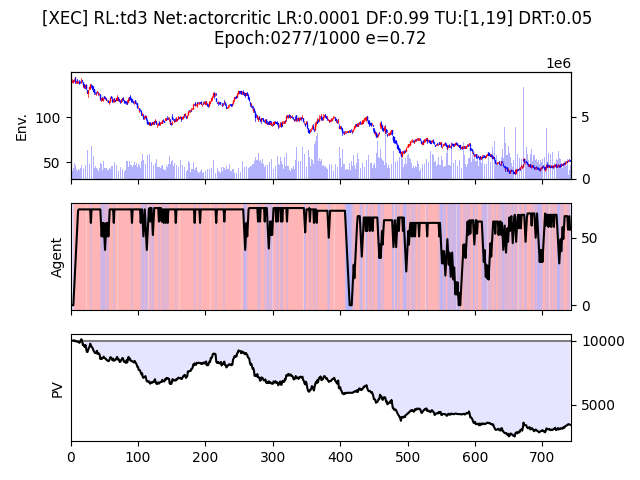 [XEC] RL:td3 Net:actorcritic LR:0.0001 DF:0.99 TU:[1,19] DRT:0.05
Epoch:0277/1000 e=0.72
1e6
Env.
100
50
5
0
Agent
50
0
PV
10000
5000
0 100 200 300 400 500 600 700